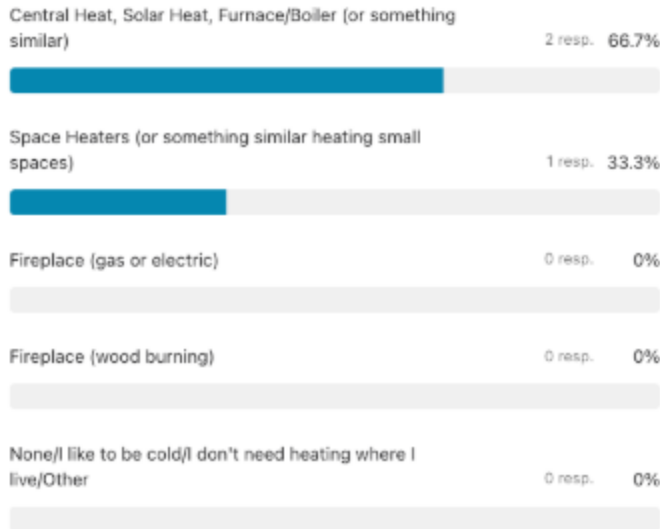 Central Heat, Solar Heat, Furnace/Boiler (or something
similar) 2 resp. 66.7%
Space Heaters (or something similar heating small
spaces) 1 resp. 33.3%
Fireplace (gas or electric) 0 resp. 0%
Fireplace (wood burning) 0 resp. 0%
None/I like to be cold/I don't need heating where I
live/Other 0 resp. 0%